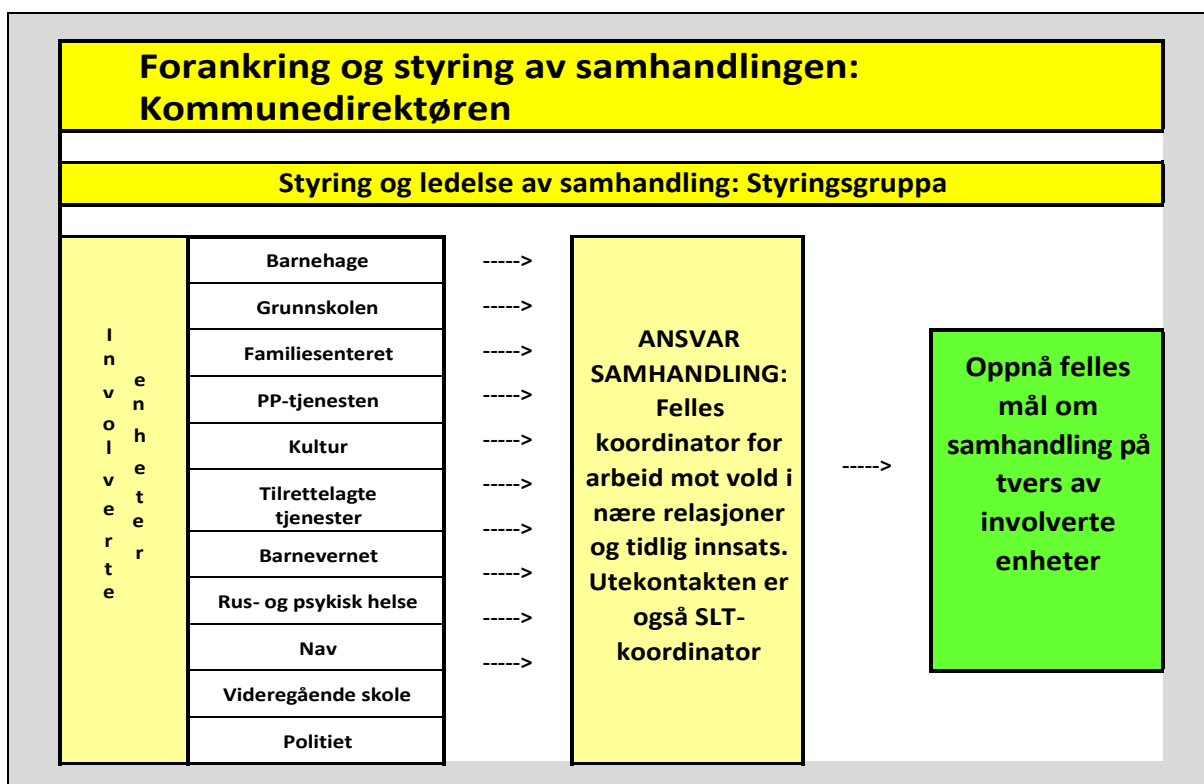 Forankring og styring av samhandlingen:
Kommunedirektøren
Styring og ledelse av samhandling: Styringsgruppa
Involverte
enheter
Barnehage
Grunnskolen
Familiesenteret
PP-tjenesten
Kultur
Tilrettelagte
tjenester
Barnevernet
Rus- og psykisk helse
Nav
Videregående skole
Politiet
----->
----->
----->
----->
----->
----->
----->
----->
----->
----->
ANSVAR
SAMHANDLING:
Felles
koordinator for
arbeid mot vold i
nære relasjoner
og tidlig innsats.
Utekontakten er
også SLT-
koordinator
----->
Oppnå felles
mål om
samhandling på
tvers av
involverte
enheter